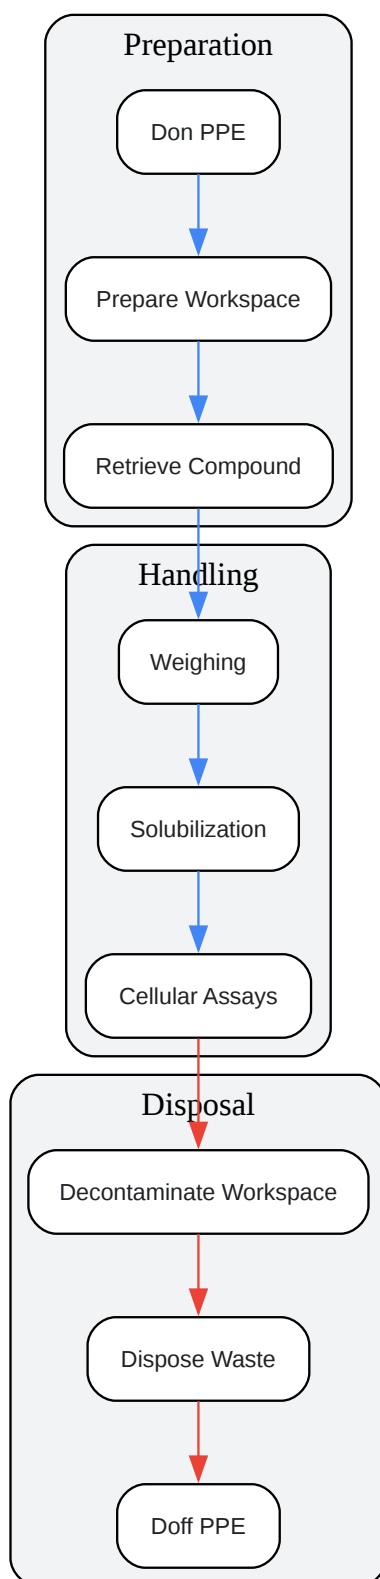 Preparation
Don PPE
Prepare Workspace
Retrieve Compound
Handling
Weighing
Solubilization
Cellular Assays
Disposal
Decontaminate Workspace
Dispose Waste
Doff PPE